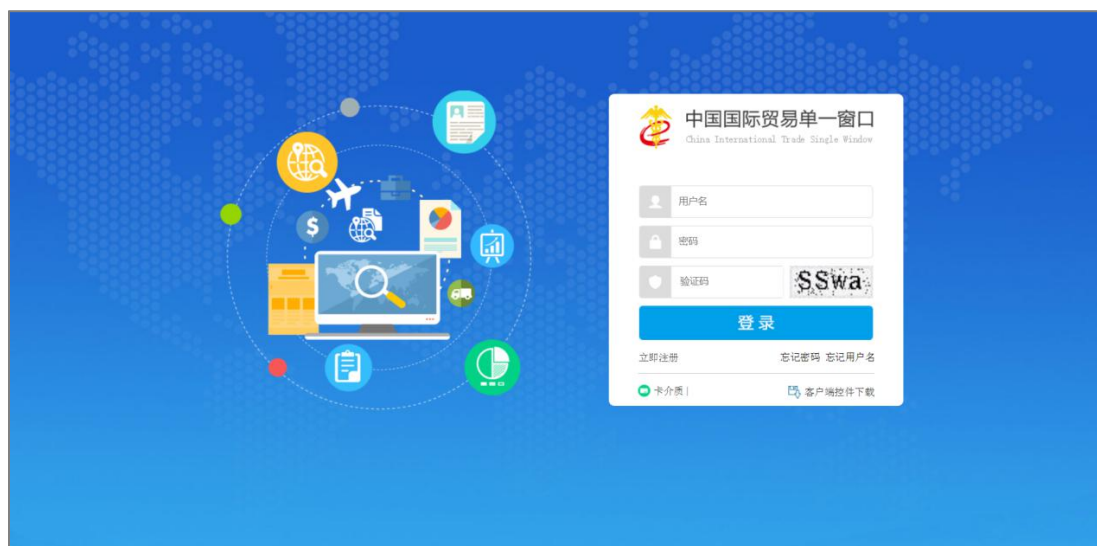 中国国际贸易单一窗口
China International Trade Single Window
用户名
密码
验证码 SSwa
登录
立即注册 忘记密码 忘记用户名
卡介质| 客户端控件下载
$